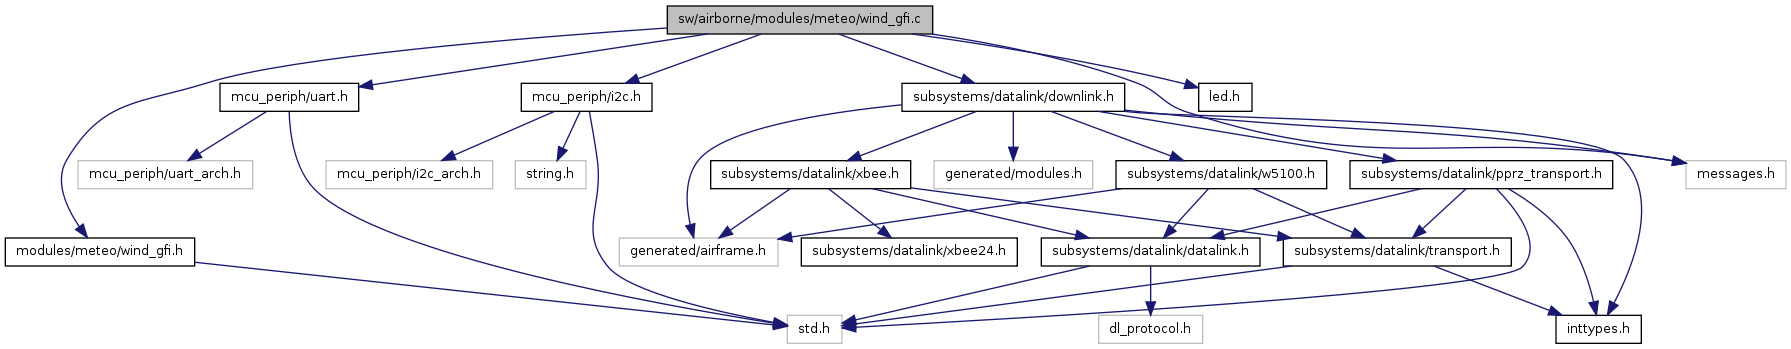 sw/airborne/modules/meteo/wind_gfi.c
mcu_periph/uart.h
mcu_periph/i2c.h
subsystems/datalink/downlink.h
led.h
mcu_periph/uart_arch.h
mcu_periph/i2c_arch.h
string.h
subsystems/datalink/xbee.h
generated/modules.h
subsystems/datalink/w5100.h
subsystems/datalink/pprz_transport.h
messages.h
modules/meteo/wind_gfi.h
generated/airframe.h
subsystems/datalink/xbee24.h
subsystems/datalink/datalink.h
subsystems/datalink/transport.h
std.h
dl_protocol.h
inttypes.h